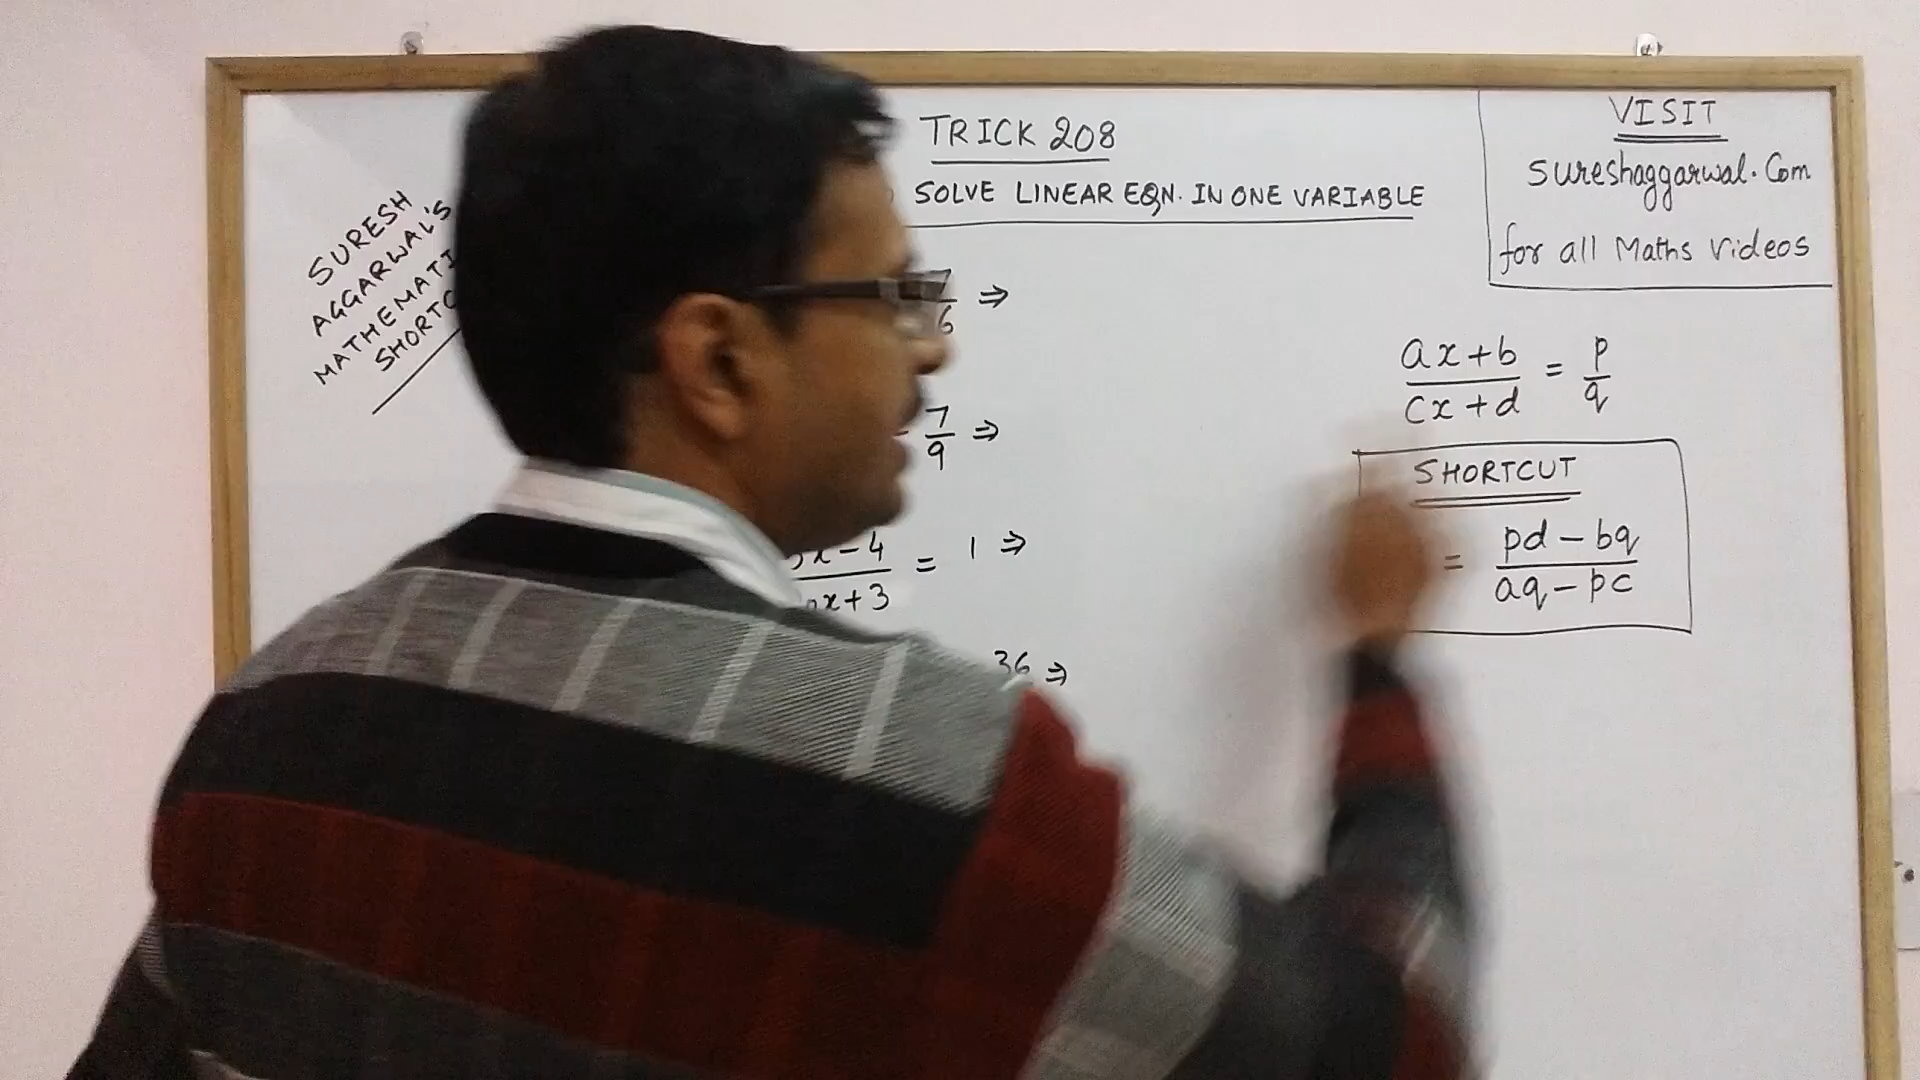 TRICK 208
SOLVE LINEAR EQN. IN ONE VARIABLE
SURESH
AGGARWAL'S
MATHEMATI
SHORTC
VISIT
sureshaggarwal.Com
for all Maths Videos
7/6 ⇒
7/9 ⇒
x-4/x+3 = 1 ⇒
36 ⇒
ax+b/cx+d = p/q
SHORTCUT
= pd-bq/aq-pc